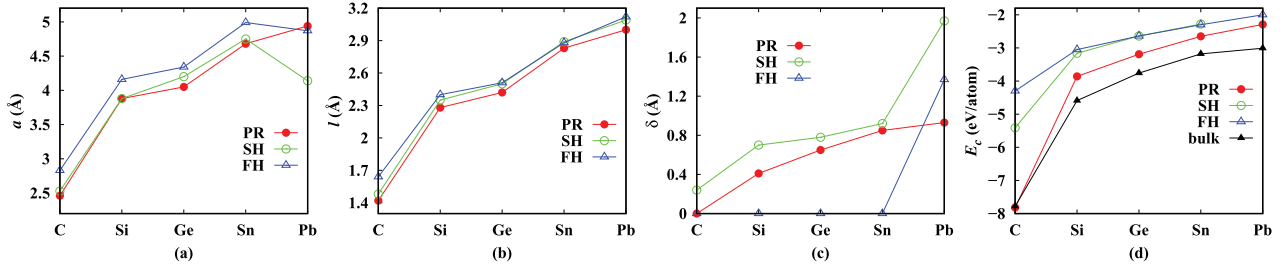 5
4.5
4
3.5
3
2.5
a (Å)
PR
SH
FH
C Si Ge Sn Pb
(a)
3.2
2.9
2.6
2.3
2
1.7
1.4
l (Å)
PR
SH
FH
C Si Ge Sn Pb
(b)
2
1.6
1.2
0.8
0.4
0
δ (Å)
PR
SH
FH
C Si Ge Sn Pb
(c)
−2
−3
−4
−5
−6
−7
−8
E_c (eV/atom)
PR
SH
FH
bulk
C Si Ge Sn Pb
(d)